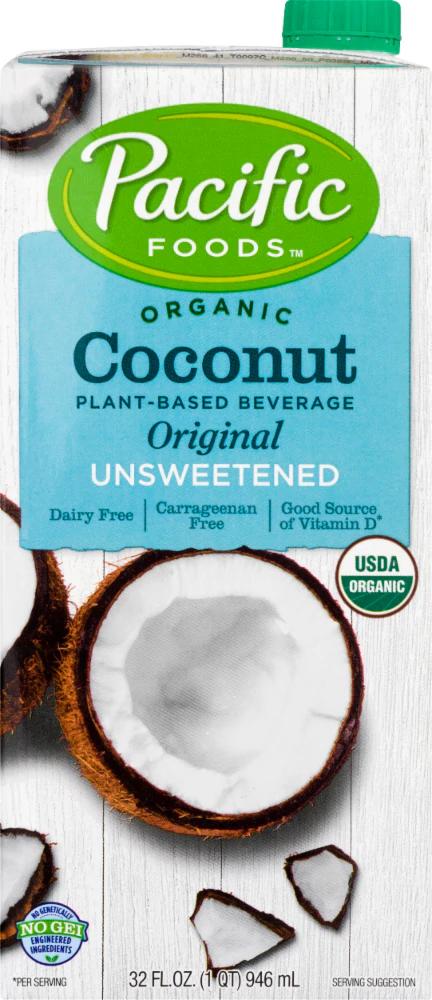 Pacific
FOODS™
ORGANIC
Coconut
PLANT-BASED BEVERAGE
Original
UNSWEETENED
Dairy Free
Carrageenan
Free
Good Source
of Vitamin D*
USDA
ORGANIC
NO GENETICALLY
NO GEI
ENGINEERED
INGREDIENTS
*PER SERVING
32 FL.OZ. (1 QT) 946 mL
SERVING SUGGESTION